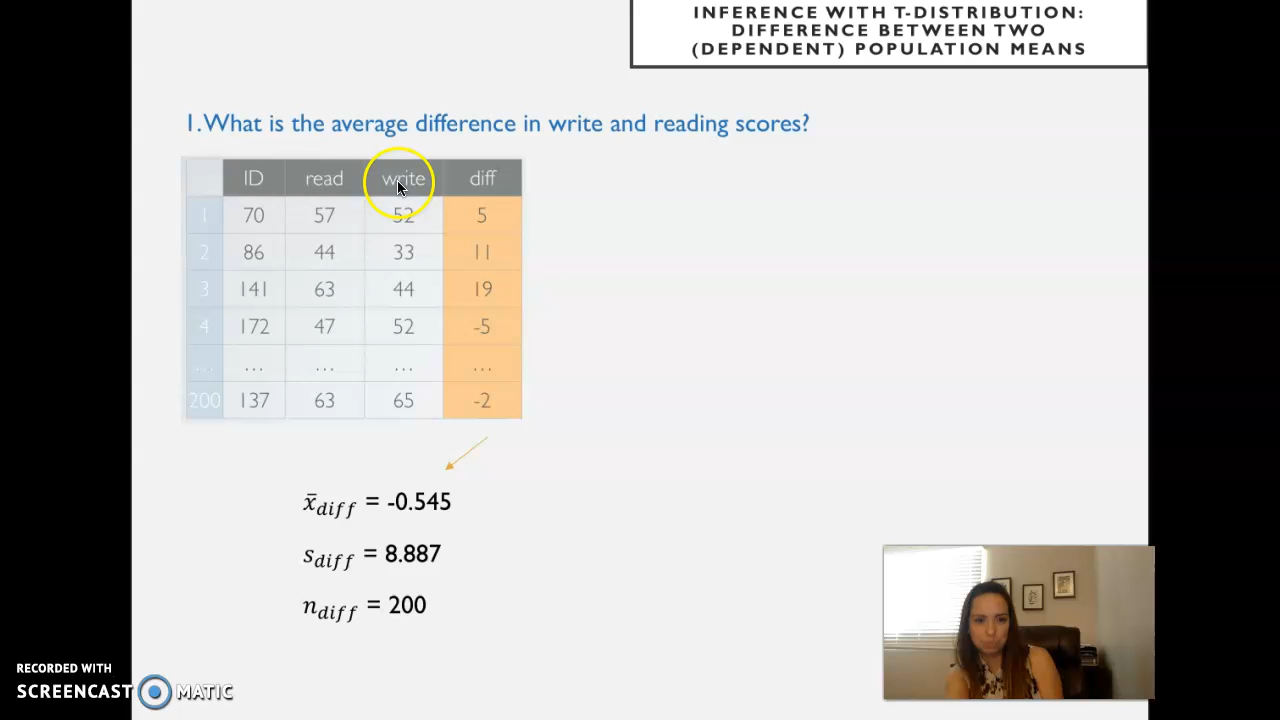 INFERENCE WITH T-DISTRIBUTION:
DIFFERENCE BETWEEN TWO
(DEPENDENT) POPULATION MEANS
1. What is the average difference in write and reading scores?
ID read write diff
1 70 57 52 5
2 86 44 33 11
3 141 63 44 19
4 172 47 52 -5
... ... ... ... ...
200 137 63 65 -2
x̄diff = -0.545
sdiff = 8.887
ndiff = 200
RECORDED WITH
SCREENCAST MATIC